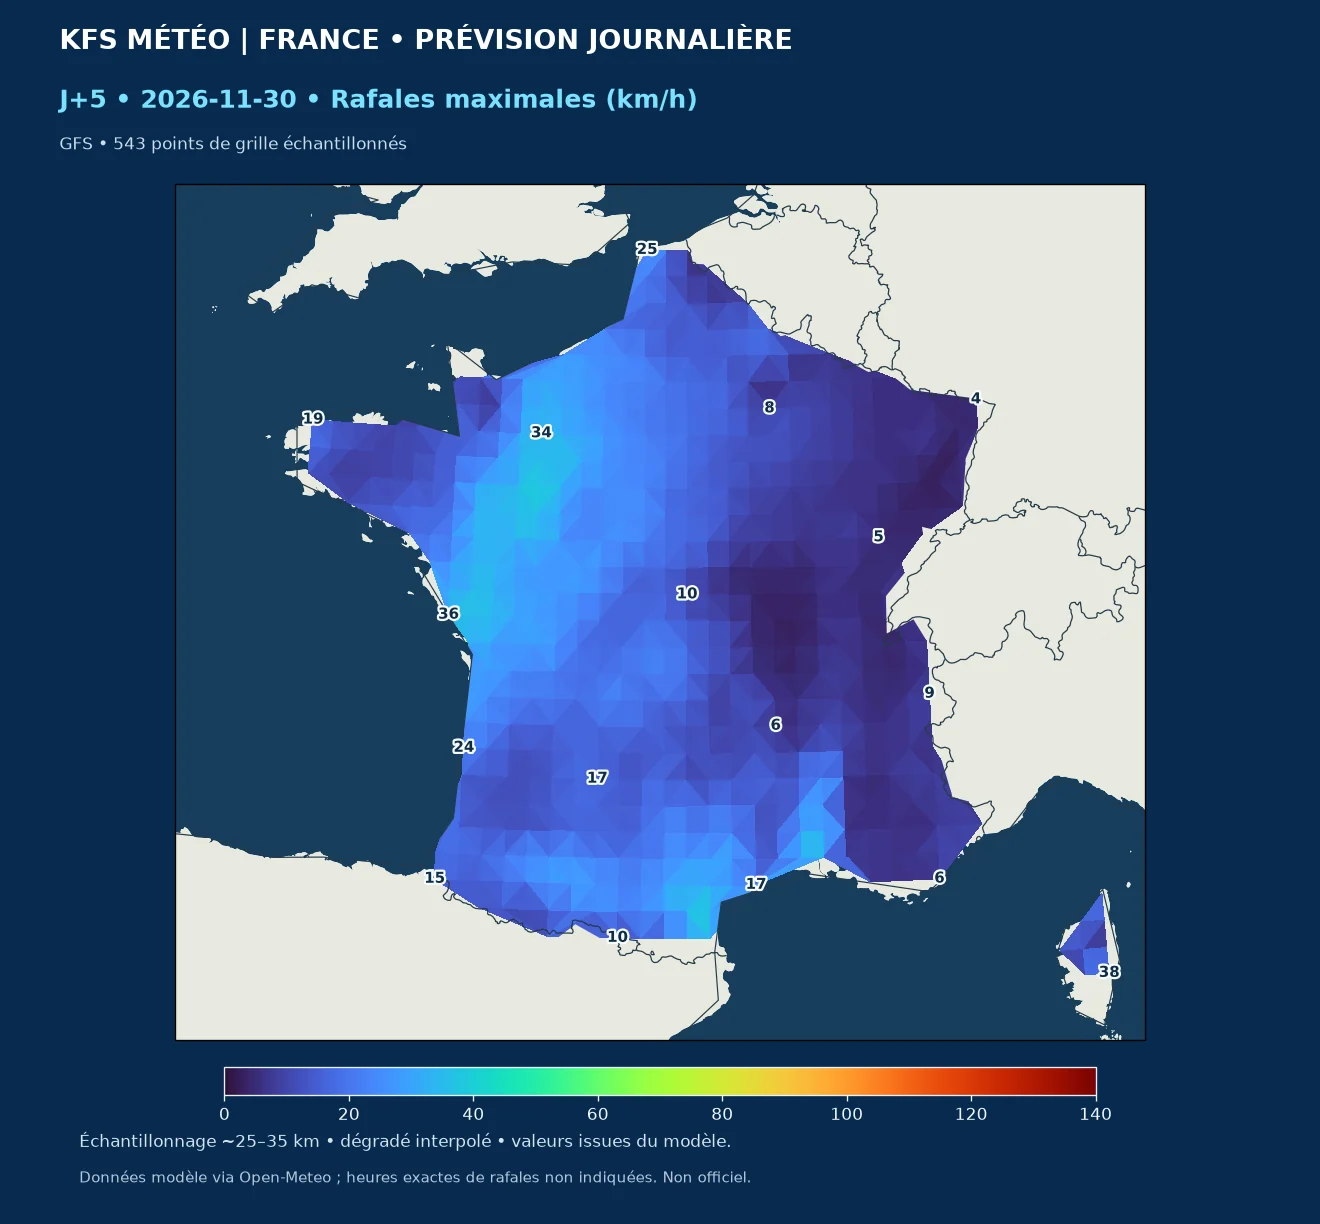 KFS MÉTÉO | FRANCE • PRÉVISION JOURNALIÈRE
J+5 • 2026-11-30 • Rafales maximales (km/h)
GFS • 543 points de grille échantillonnés
25
4
8
19
34
5
10
36
9
6
24
17
15
17
6
10
38
0 20 40 60 80 100 120 140
Échantillonnage ~25–35 km • dégradé interpolé • valeurs issues du modèle.
Données modèle via Open-Meteo ; heures exactes de rafales non indiquées. Non officiel.